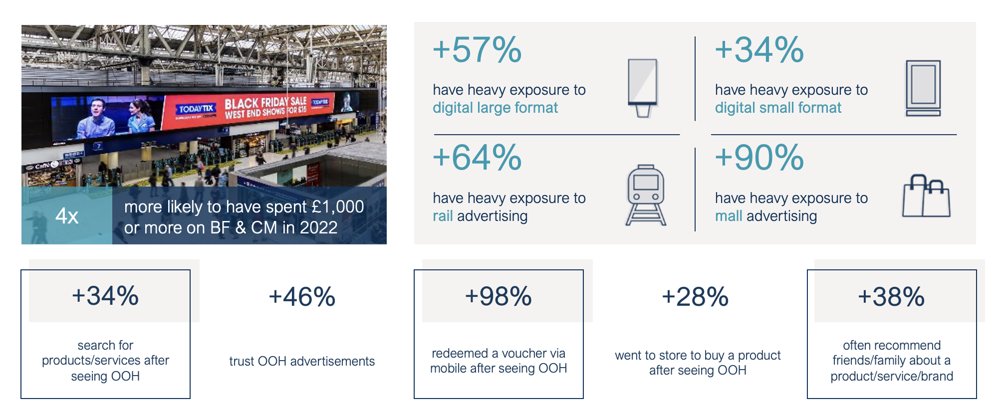 TODAYTIX
BLACK FRIDAY SALE
WEST END SHOWS FOR £15
TODAYTIX
7
Caffè
4x
more likely to have spent £1,000
or more on BF & CM in 2022
+57%
have heavy exposure to
digital large format
+34%
have heavy exposure to
digital small format
+64%
have heavy exposure to
rail advertising
+90%
have heavy exposure to
mall advertising
+34%
search for
products/services after
seeing OOH
+46%
trust OOH advertisements
+98%
redeemed a voucher via
mobile after seeing OOH
+28%
went to store to buy a product
after seeing OOH
+38%
often recommend
friends/family about a
product/service/brand